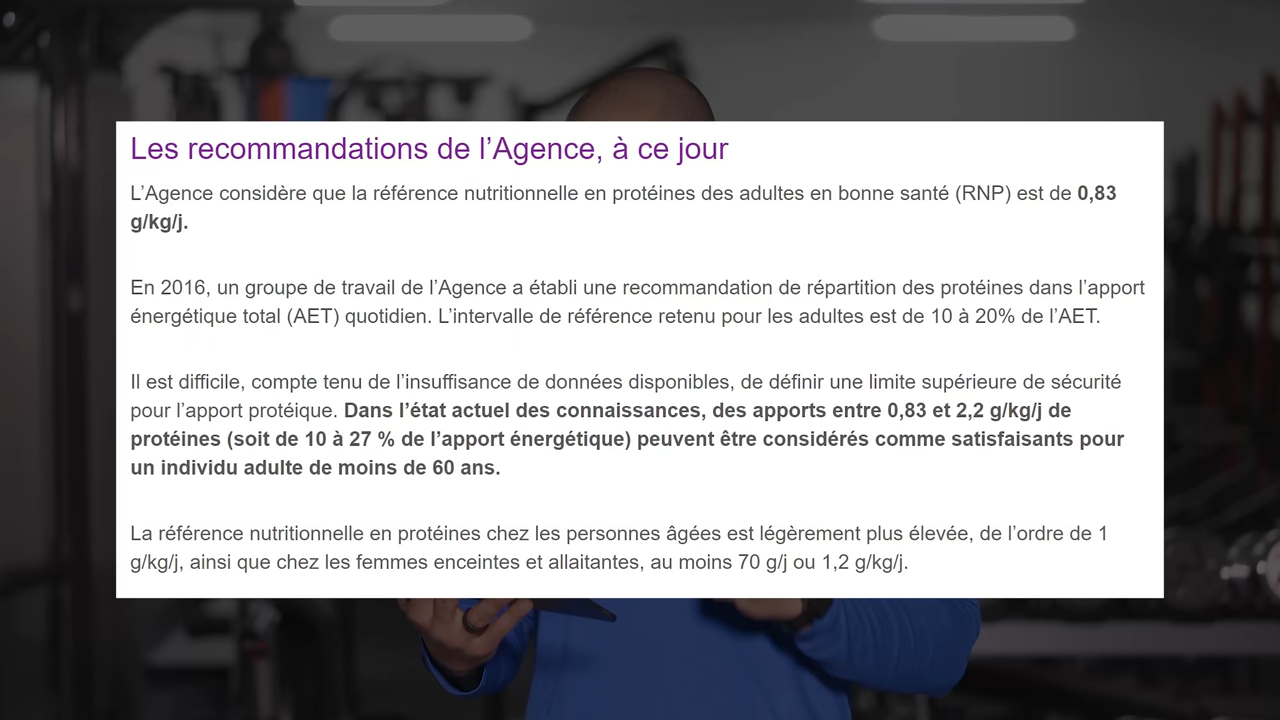 Les recommandations de l’Agence, à ce jour
L’Agence considère que la référence nutritionnelle en protéines des adultes en bonne santé (RNP) est de 0,83
g/kg/j.
En 2016, un groupe de travail de l’Agence a établi une recommandation de répartition des protéines dans l’apport
énergétique total (AET) quotidien. L’intervalle de référence retenu pour les adultes est de 10 à 20% de l’AET.
Il est difficile, compte tenu de l’insuffisance de données disponibles, de définir une limite supérieure de sécurité
pour l’apport protéique. Dans l’état actuel des connaissances, des apports entre 0,83 et 2,2 g/kg/j de
protéines (soit de 10 à 27 % de l’apport énergétique) peuvent être considérés comme satisfaisants pour
un individu adulte de moins de 60 ans.
La référence nutritionnelle en protéines chez les personnes âgées est légèrement plus élevée, de l’ordre de 1
g/kg/j, ainsi que chez les femmes enceintes et allaitantes, au moins 70 g/j ou 1,2 g/kg/j.